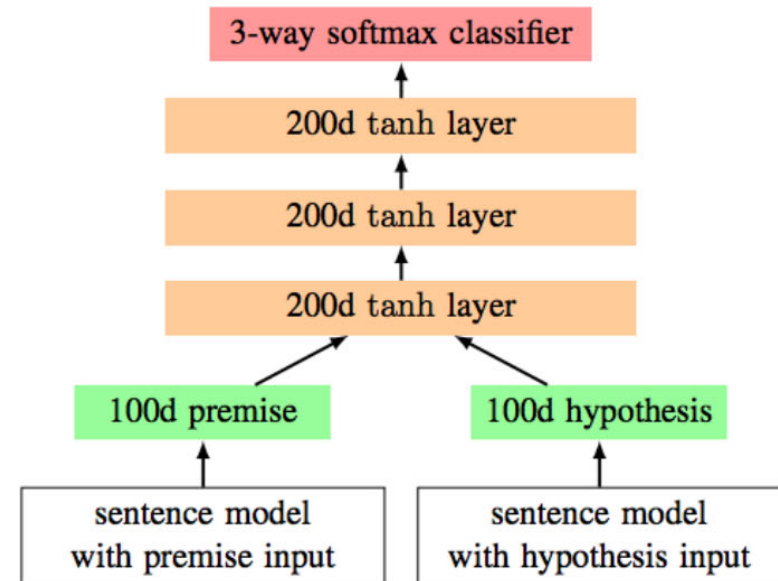 3-way softmax classifier
200d tanh layer
200d tanh layer
200d tanh layer
100d premise
100d hypothesis
sentence model
with premise input
sentence model
with hypothesis input